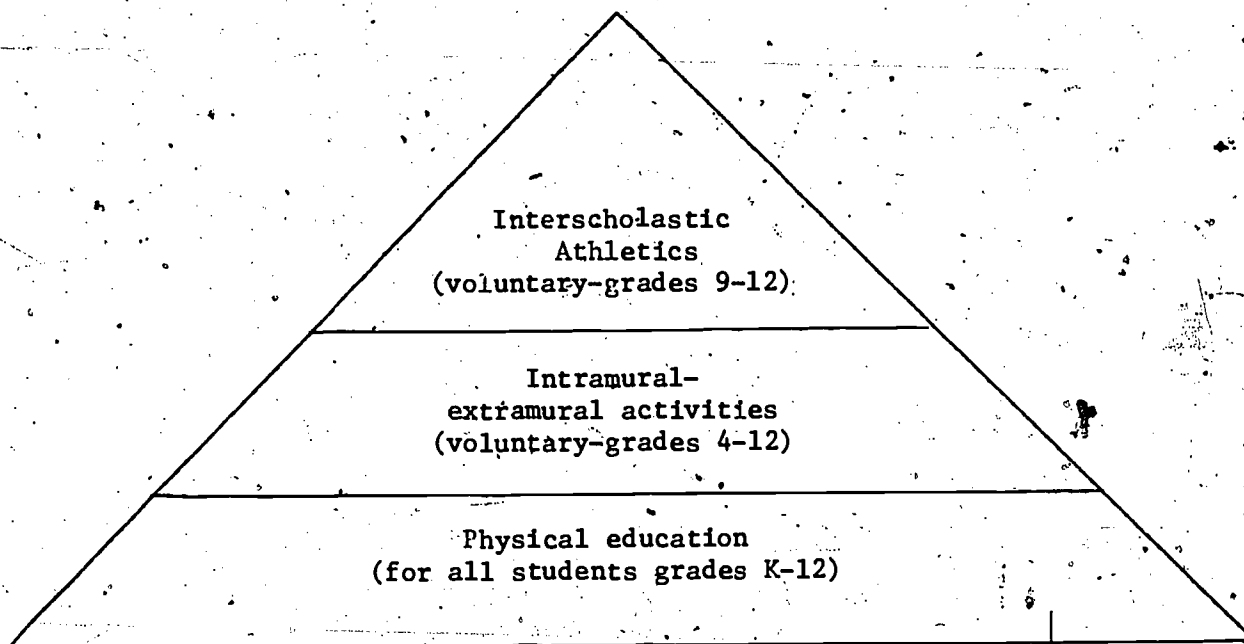 Interscholastic
Athletics
(voluntary-grades 9-12)
Intramural-
extramural activities
(voluntary-grades 4-12)
Physical education
(for all students grades K-12)